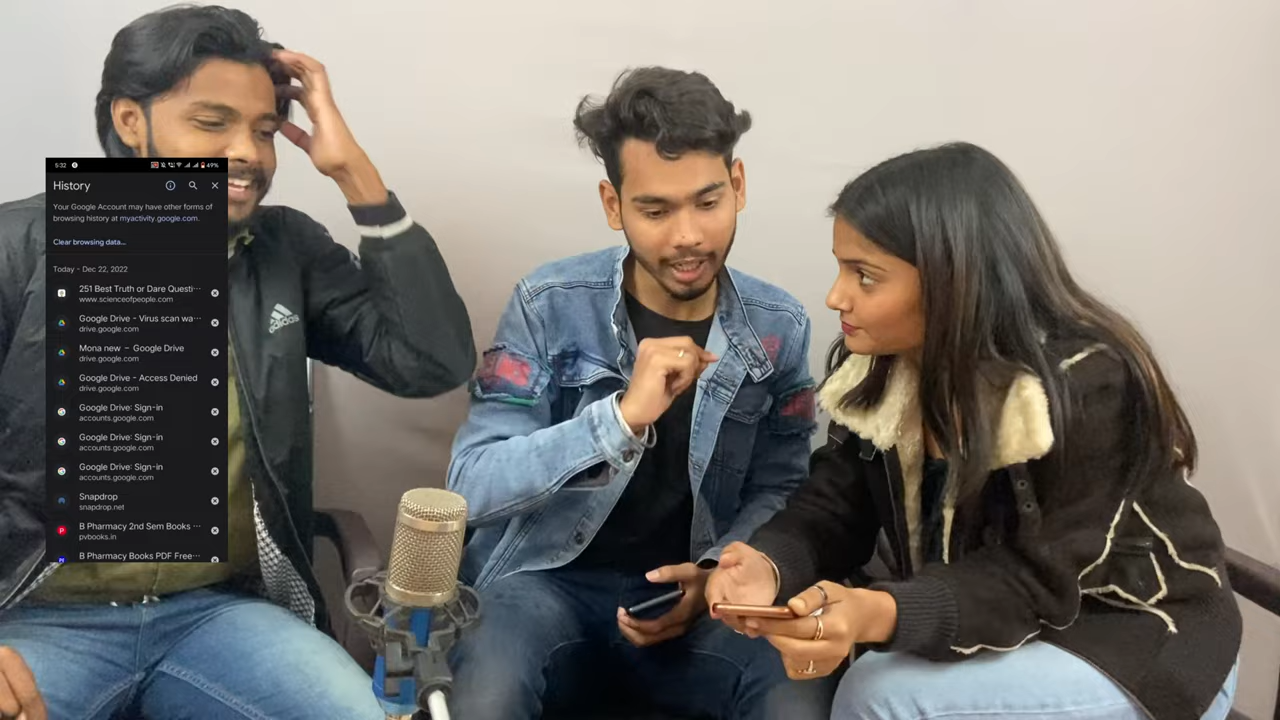 5:32
49%
History
Your Google Account may have other forms of
browsing history at myactivity.google.com.
Clear browsing data...
Today - Dec 22, 2022
251 Best Truth or Dare Questi...
www.scienceofpeople.com
Google Drive - Virus scan wa...
drive.google.com
Mona new – Google Drive
drive.google.com
Google Drive - Access Denied
drive.google.com
Google Drive: Sign-in
accounts.google.com
Google Drive: Sign-in
accounts.google.com
Google Drive: Sign-in
accounts.google.com
Snapdrop
snapdrop.net
B Pharmacy 2nd Sem Books ...
pvbooks.in
B Pharmacy Books PDF Free...
adidas